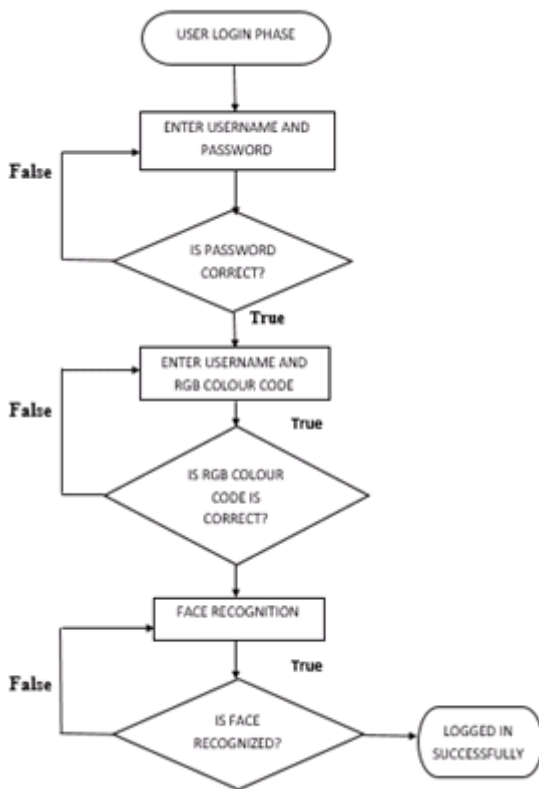 USER LOGIN PHASE
ENTER USERNAME AND
PASSWORD
False
IS PASSWORD
CORRECT?
True
ENTER USERNAME AND
RGB COLOUR CODE
False
True
IS RGB COLOUR
CODE IS
CORRECT?
FACE RECOGNITION
True
False
IS FACE
RECOGNIZED?
LOGGED IN
SUCCESSFULLY